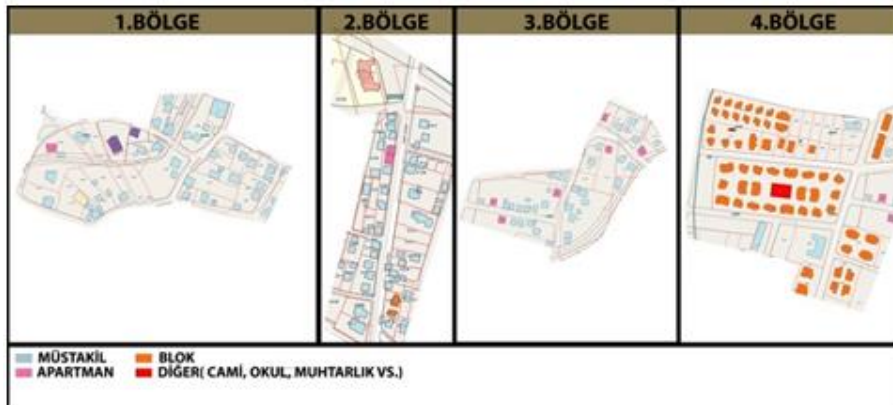 1.BÖLGE
2.BÖLGE
3.BÖLGE
4.BÖLGE
MÜSTAKİL
BLOK
APARTMAN
DİĞER( CAMİ, OKUL, MUHTARLIK VS.)